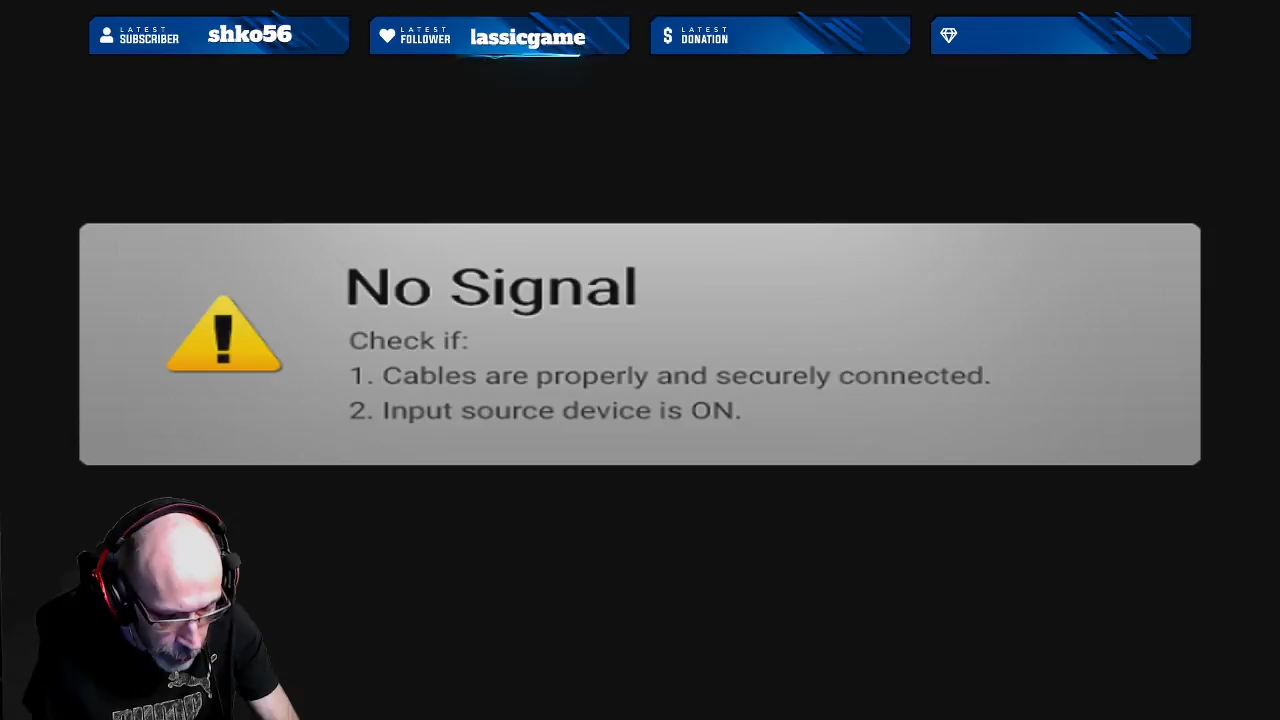 LATEST
SUBSCRIBER
shko56
LATEST
FOLLOWER
lassicgame
LATEST
DONATION
No Signal
Check if:
1. Cables are properly and securely connected.
2. Input source device is ON.